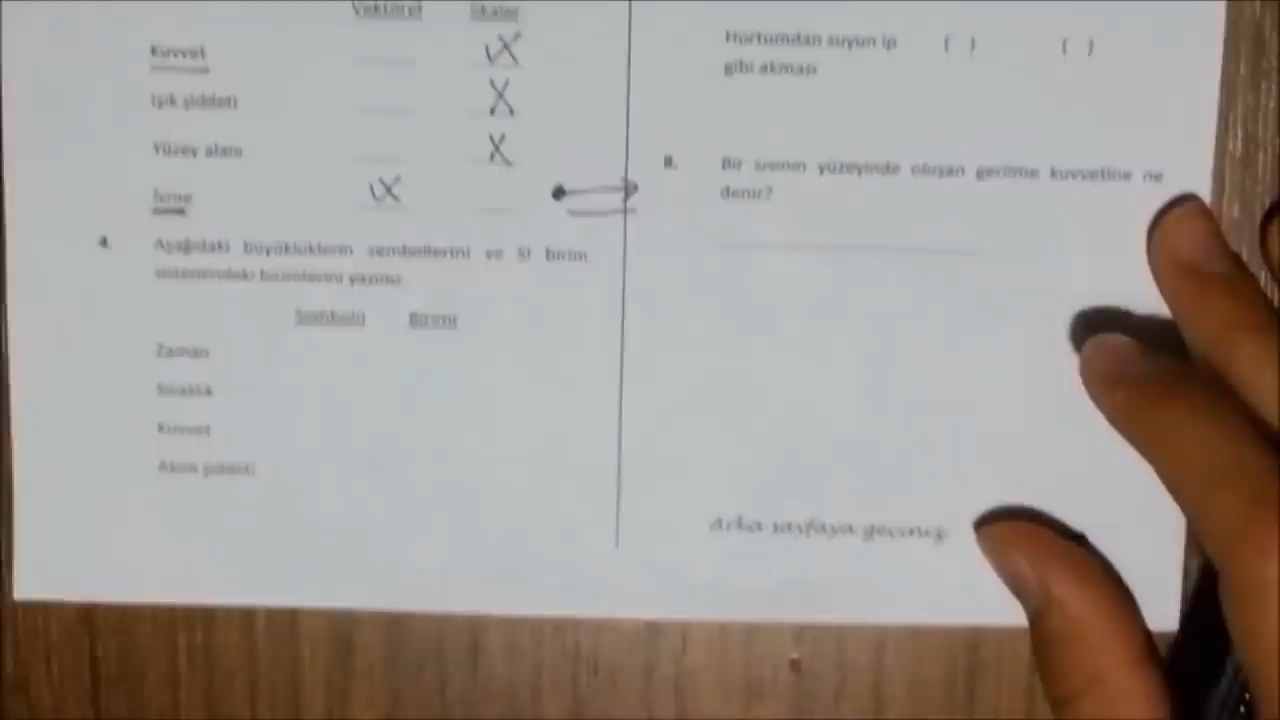 Vektörel Skaler
Kuvvet X
Işık şiddeti X
Yüzey alanı X
İvme X
4. Aşağıdaki büyüklüklerin sembollerini ve SI birim
sistemindeki birimlerini yazınız.
Sembolü Birimi
Zaman
Sıcaklık
Kuvvet
Akım şiddeti
Hortumdan suyun ip ( ) ( )
gibi akması
8. Bir sıvının yüzeyinde oluşan gerilme kuvvetine ne
denir?
Arka sayfaya geçiniz.